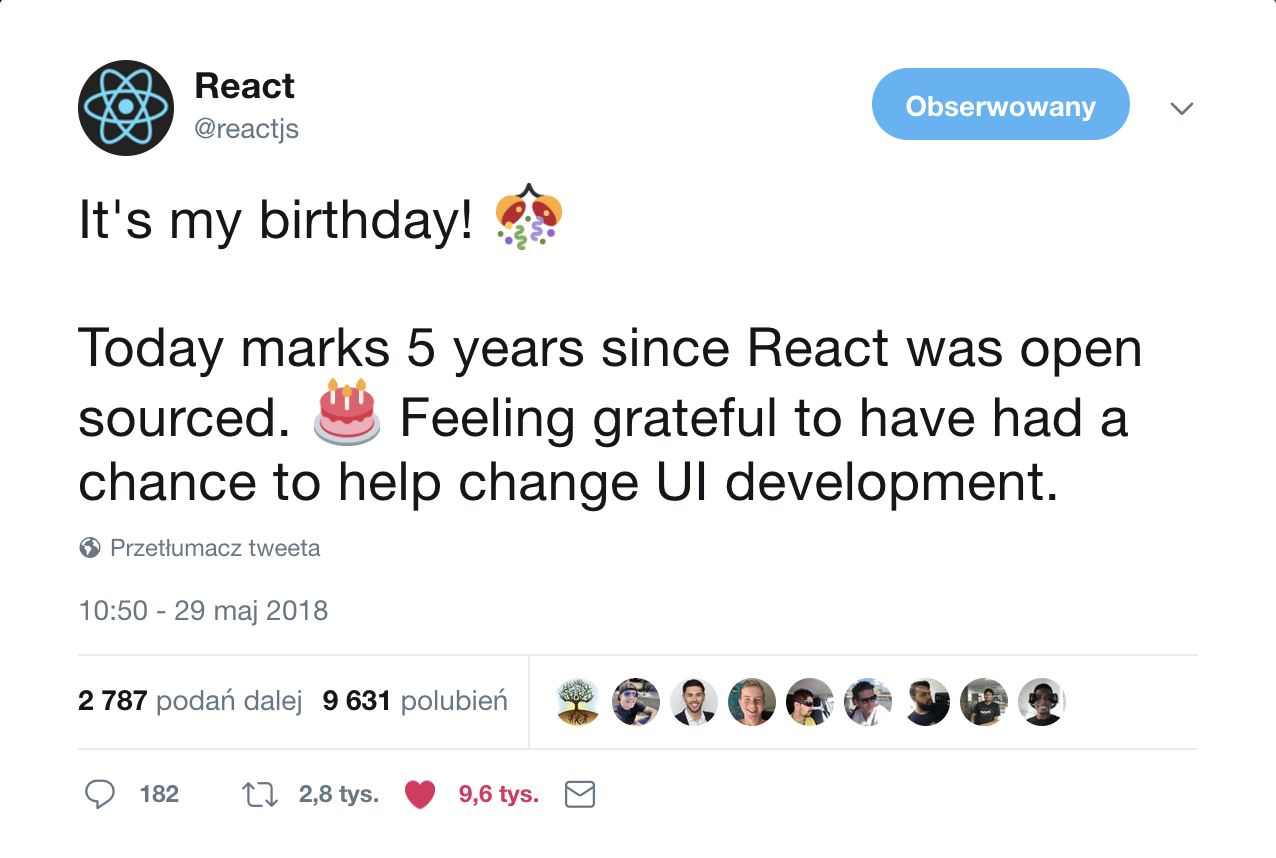 React
@reactjs
Obserwowany
It's my birthday! 🎊
Today marks 5 years since React was open
sourced. 🎂 Feeling grateful to have had a
chance to help change UI development.
Przetłumacz tweeta
10:50 - 29 maj 2018
2 787 podań dalej 9 631 polubień
182 2,8 tys. 9,6 tys.